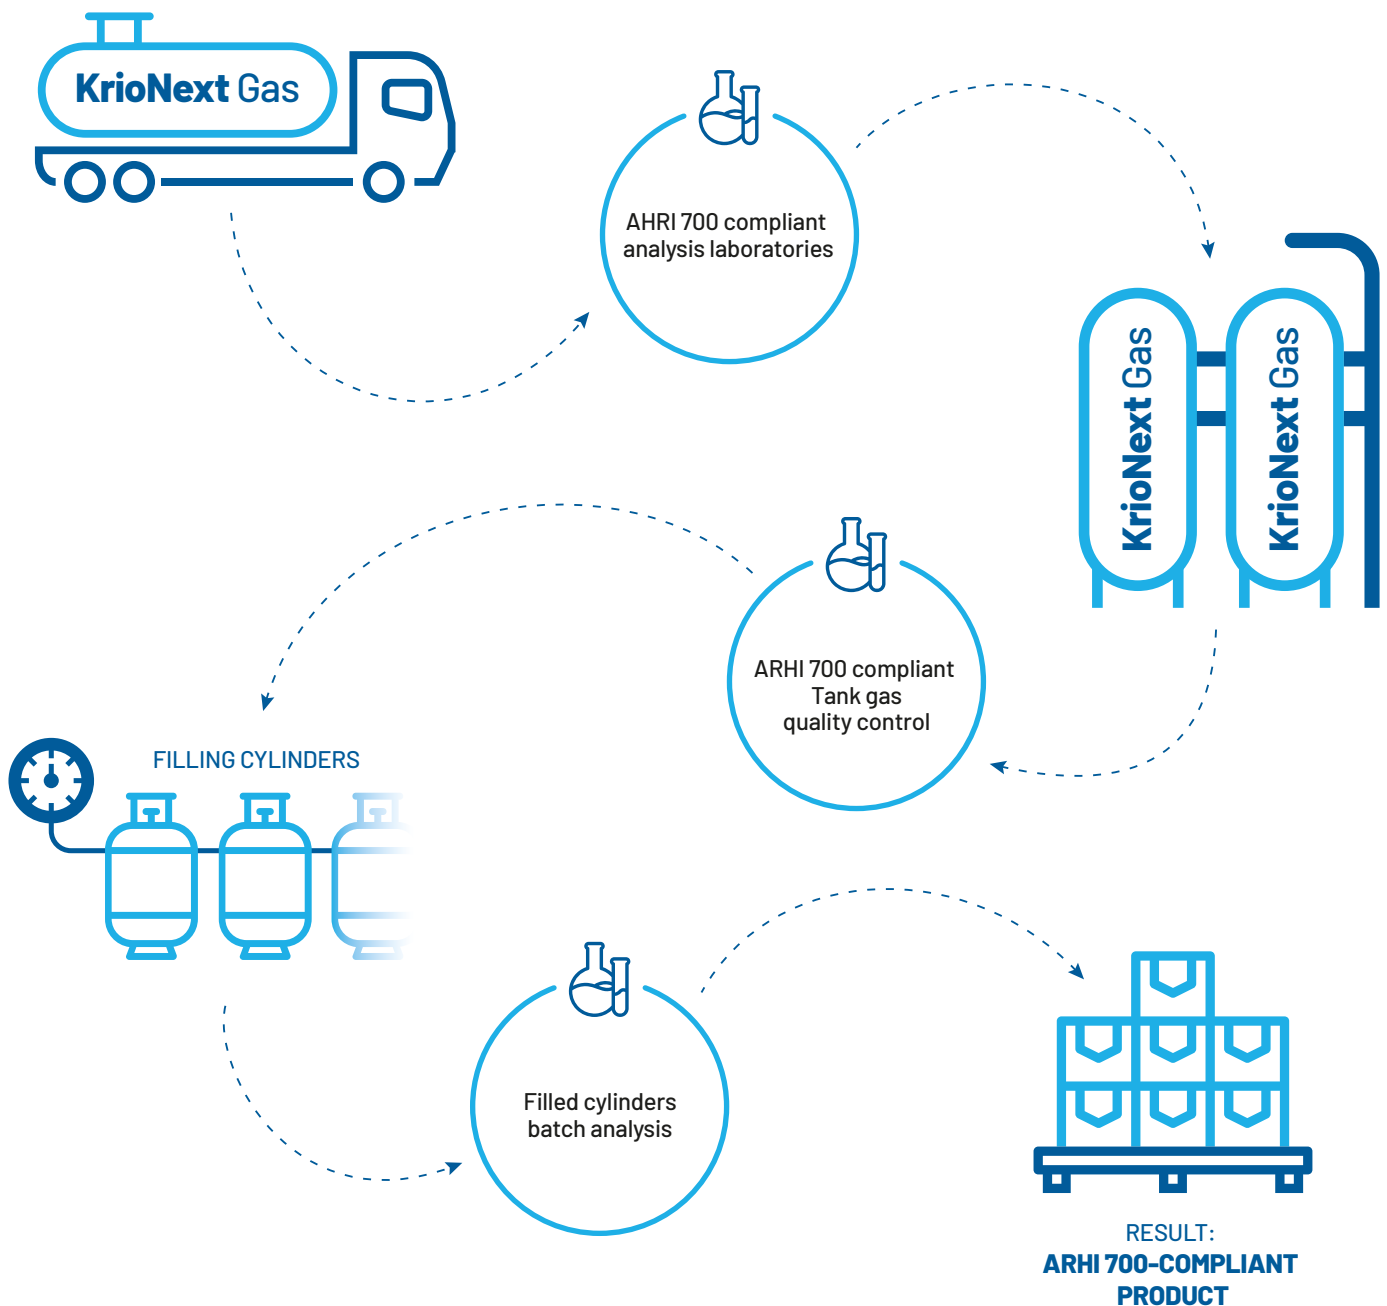 KrioNext Gas
AHRI 700 compliant
analysis laboratories
KrioNext Gas
KrioNext Gas
ARHI 700 compliant
Tank gas
quality control
FILLING CYLINDERS
Filled cylinders
batch analysis
RESULT:
ARHI 700-COMPLIANT
PRODUCT